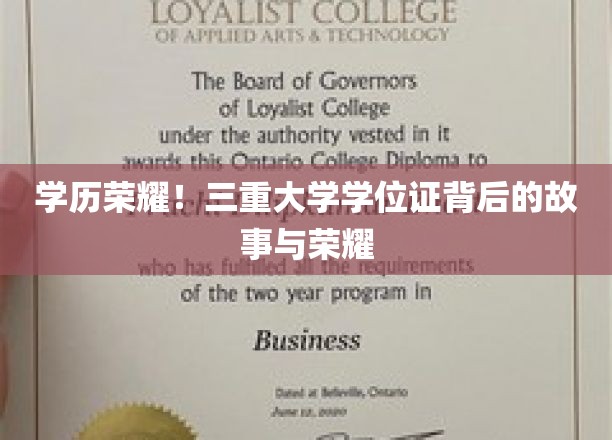 LOYALIST COLLEGE
OF APPLIED ARTS & TECHNOLOGY
The Board of Governors
of Loyalist College
under the authority vested in it
awards this Ontario College Diploma to
学历荣耀！三重大学学位证背后的故
事与荣耀
who has fulfilled all the requirements
of the two year program in
Business
Dated at Belleville, Ontario
June 12, 2020